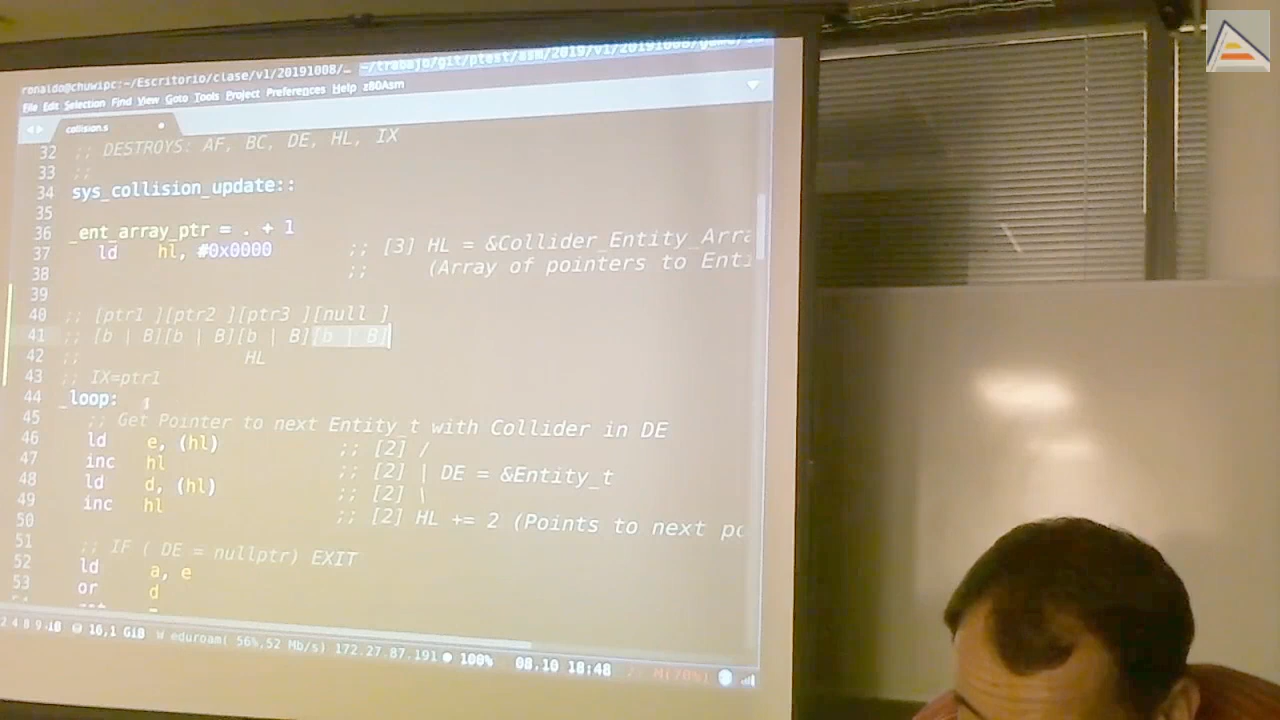 ronaldo@chuwipc:~/Escritorio/clase/v1/20191008/… ~/trabajo/git/ptest/asm/2019/v1/20191008/game/
File Edit Selection Find View Goto Tools Project Preferences Help z80Asm
collision.s
32 ;; DESTROYS: AF, BC, DE, HL, IX
33 ;;
34 sys_collision_update::
35
36 _ent_array_ptr = . + 1
37 ld hl, #0x0000 ;; [3] HL = &Collider_Entity_Arra
38 ;; (Array of pointers to Enti
39
40 ;; [ptr1 ][ptr2 ][ptr3 ][null ]
41 ;; [b | B][b | B][b | B][b | B]
42 ;; HL
43 ;; IX=ptr1
44 _loop:
45 ;; Get Pointer to next Entity_t with Collider in DE
46 ld e, (hl) ;; [2] /
47 inc hl ;; [2] | DE = &Entity_t
48 ld d, (hl) ;; [2] \
49 inc hl ;; [2] HL += 2 (Points to next po
50
51 ;; IF ( DE = nullptr) EXIT
52 ld a, e
53 or d
16,1 GiB W eduroam( 56%,52 Mb/s) 172.27.87.191 100% 08.10 18:48